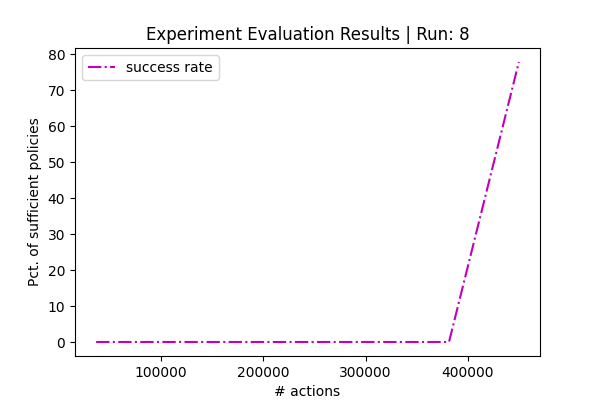 Experiment Evaluation Results | Run: 8
success rate
Pct. of sufficient policies
80
70
60
50
40
30
20
10
0
100000 200000 300000 400000
# actions